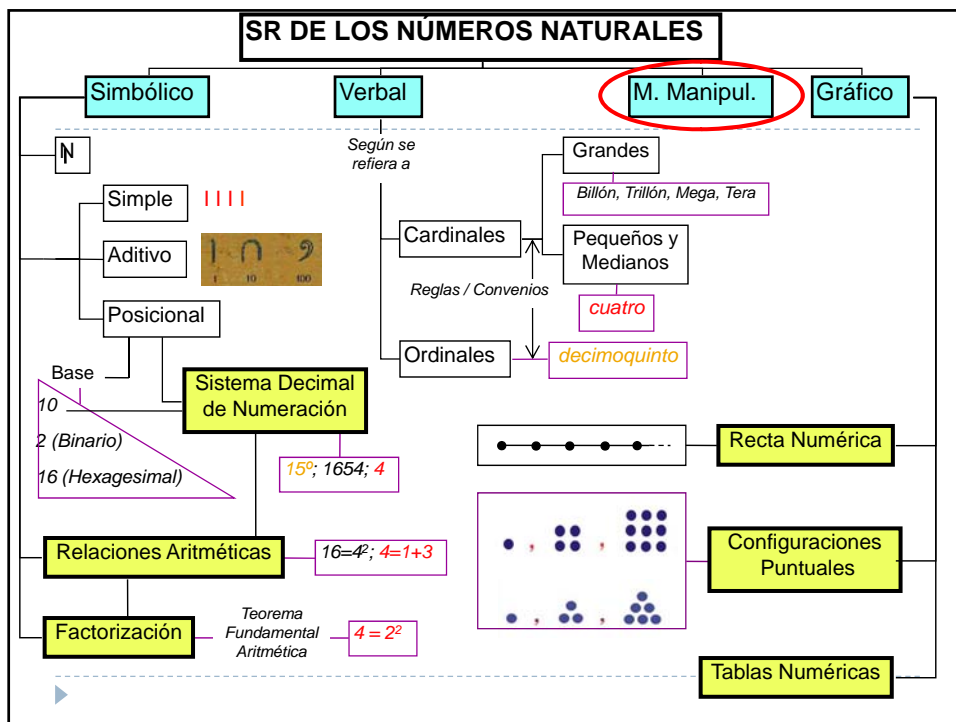 SR DE LOS NÚMEROS NATURALES
Simbólico
Verbal
M. Manipul.
Gráfico
Según se
refiera a
N
Simple
I I I I
Aditivo
1 10 100
Posicional
Base
10
2 (Binario)
16 (Hexagesimal)
Sistema Decimal
de Numeración
15º; 1654; 4
Relaciones Aritméticas
16=4²; 4=1+3
Factorización
Teorema
Fundamental
Aritmética
4 = 2²
Cardinales
Grandes
Billón, Trillón, Mega, Tera
Pequeños y
Medianos
cuatro
Reglas / Convenios
Ordinales
decimoquinto
Recta Numérica
, ,
Configuraciones
Puntuales
, ,
Tablas Numéricas